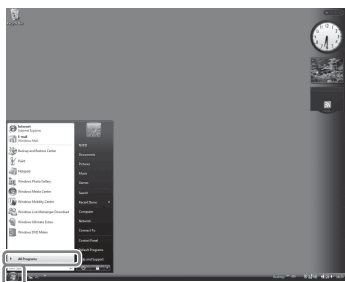 Internet
Internet Explorer
E-mail
Windows Mail
Backup and Restore Center
Paint
Notepad
Windows Photo Gallery
Windows Media Center
Windows Mobility Center
Windows Live Messenger Download
Windows Ultimate Extras
Windows DVD Maker
All Programs
Documents
Pictures
Music
Games
Search
Recent Items
Computer
Network
Connect To
Control Panel
Default Programs
Help and Support